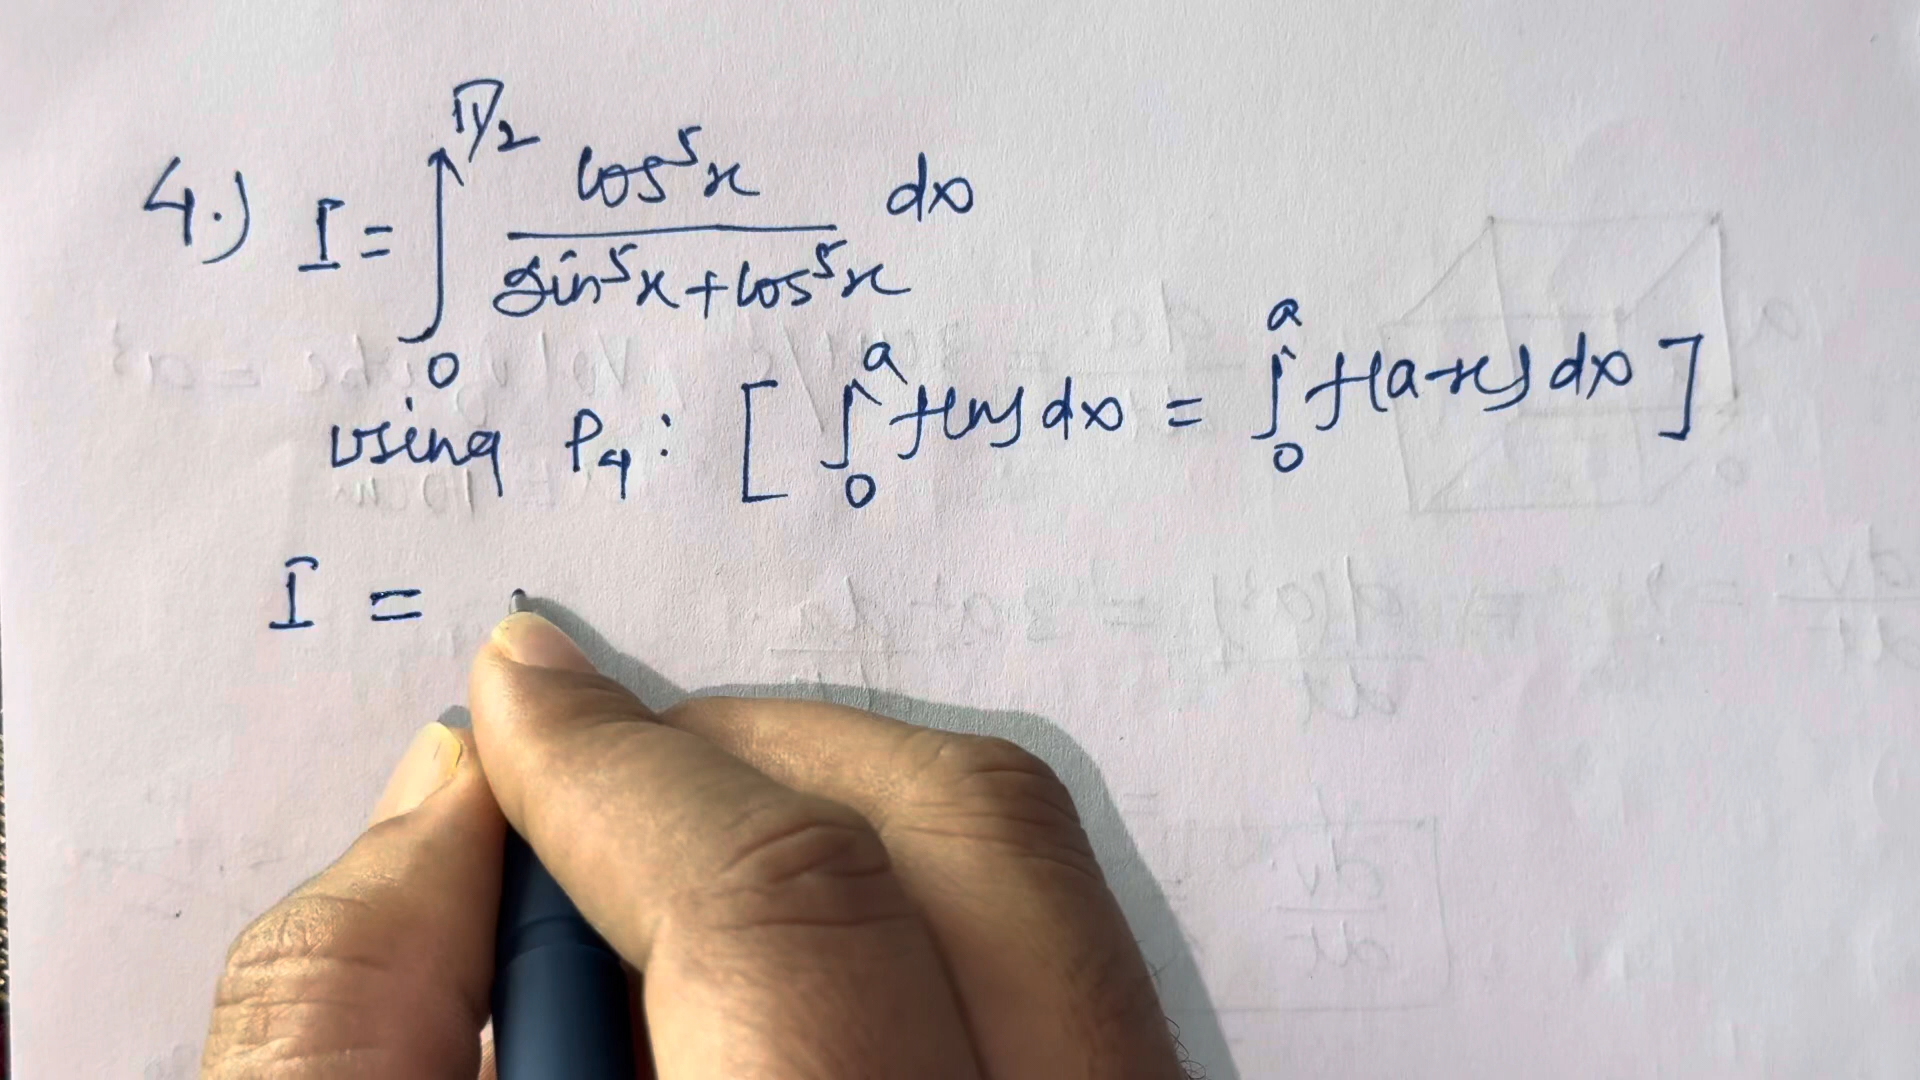 4.) I = ∫₀^π/2 cos⁵x / sin⁵x + cos⁵x dx
using P₄ : [ ∫₀^a f(x) dx = ∫₀^a f(a-x) dx ]
I =